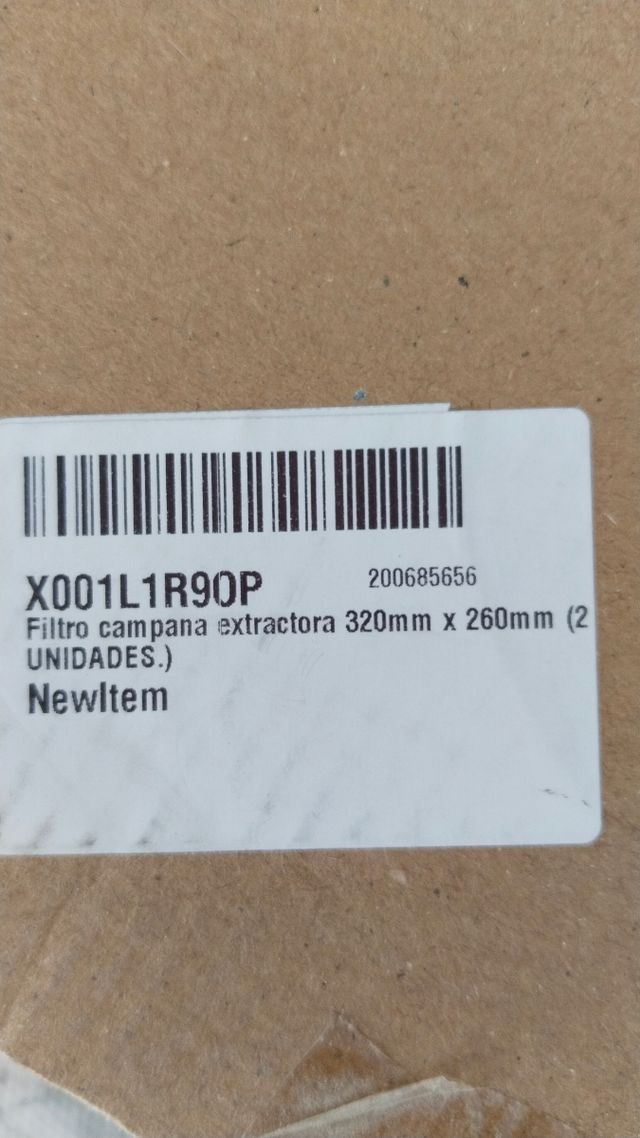 X001L1R9OP 200685656
Filtro campana extractora 320mm x 260mm (2
UNIDADES.)
NewItem